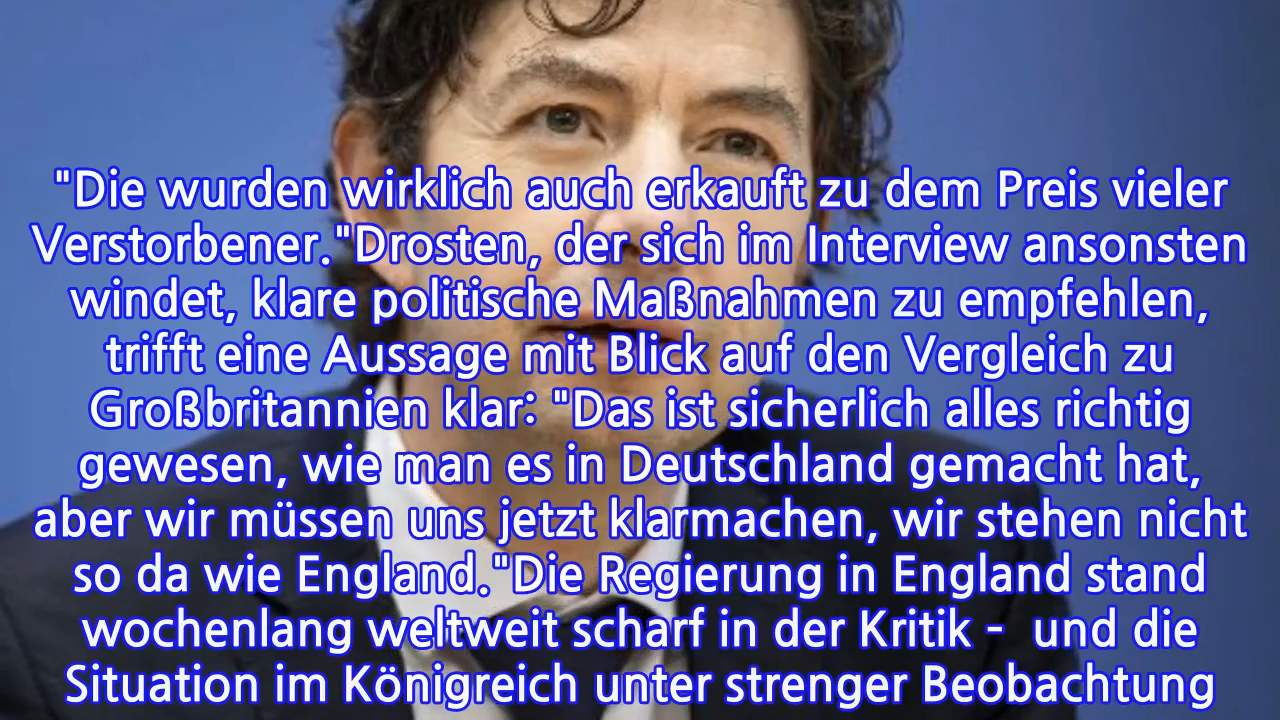 "Die wurden wirklich auch erkauft zu dem Preis vieler
Verstorbener."Drosten, der sich im Interview ansonsten
windet, klare politische Maßnahmen zu empfehlen,
trifft eine Aussage mit Blick auf den Vergleich zu
Großbritannien klar: "Das ist sicherlich alles richtig
gewesen, wie man es in Deutschland gemacht hat,
aber wir müssen uns jetzt klarmachen, wir stehen nicht
so da wie England."Die Regierung in England stand
wochenlang weltweit scharf in der Kritik -  und die
Situation im Königreich unter strenger Beobachtung